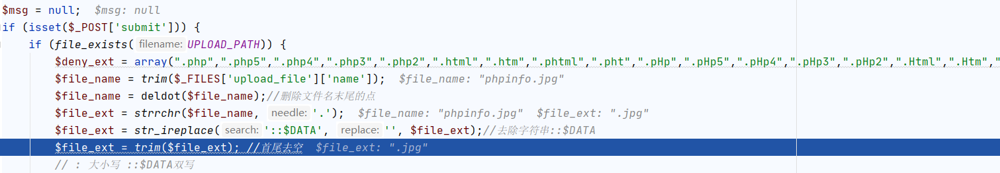 $msg = null;  $msg: null
if (isset($_POST['submit'])) {
if (file_exists( filename: UPLOAD_PATH)) {
$deny_ext = array(".php",".php5",".php4",".php3",".php2",".html",".htm",".phtml",".pht",".pHp",".pHp5",".pHp4",".pHp3",".pHp2",".Html",".Htm","
$file_name = trim($_FILES['upload_file']['name']);  $file_name: "phpinfo.jpg"
$file_name = deldot($file_name);//删除文件名末尾的点
$file_ext = strrchr($file_name, needle: '.');  $file_name: "phpinfo.jpg"  $file_ext: ".jpg"
$file_ext = str_ireplace( search: '::$DATA', replace: '', $file_ext);//去除字符串::$DATA
$file_ext = trim($file_ext); //首尾去空  $file_ext: ".jpg"
// : 大小写 ::$DATA双写